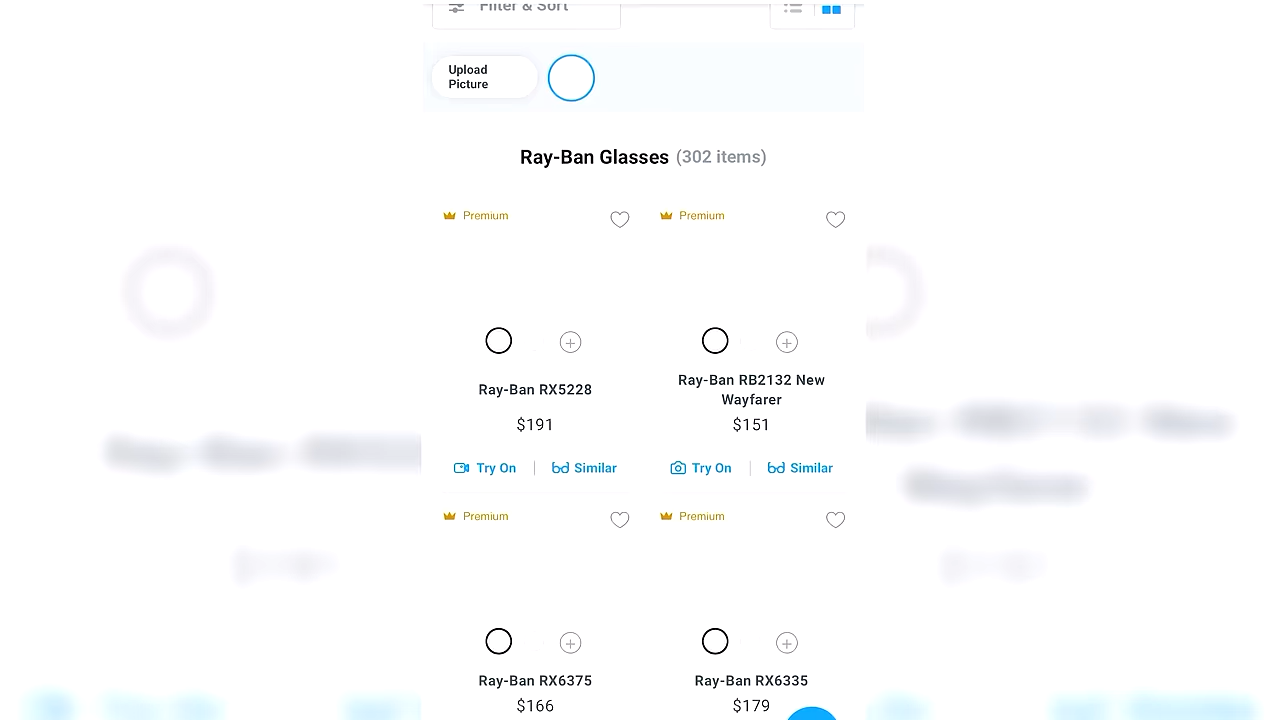 Filter & Sort
Upload
Picture
Ray-Ban Glasses (302 items)
Premium
Premium
Ray-Ban RX5228
Ray-Ban RB2132 New
Wayfarer
$191
$151
Try On
Similar
Try On
Similar
Premium
Premium
Ray-Ban RX6375
Ray-Ban RX6335
$166
$179